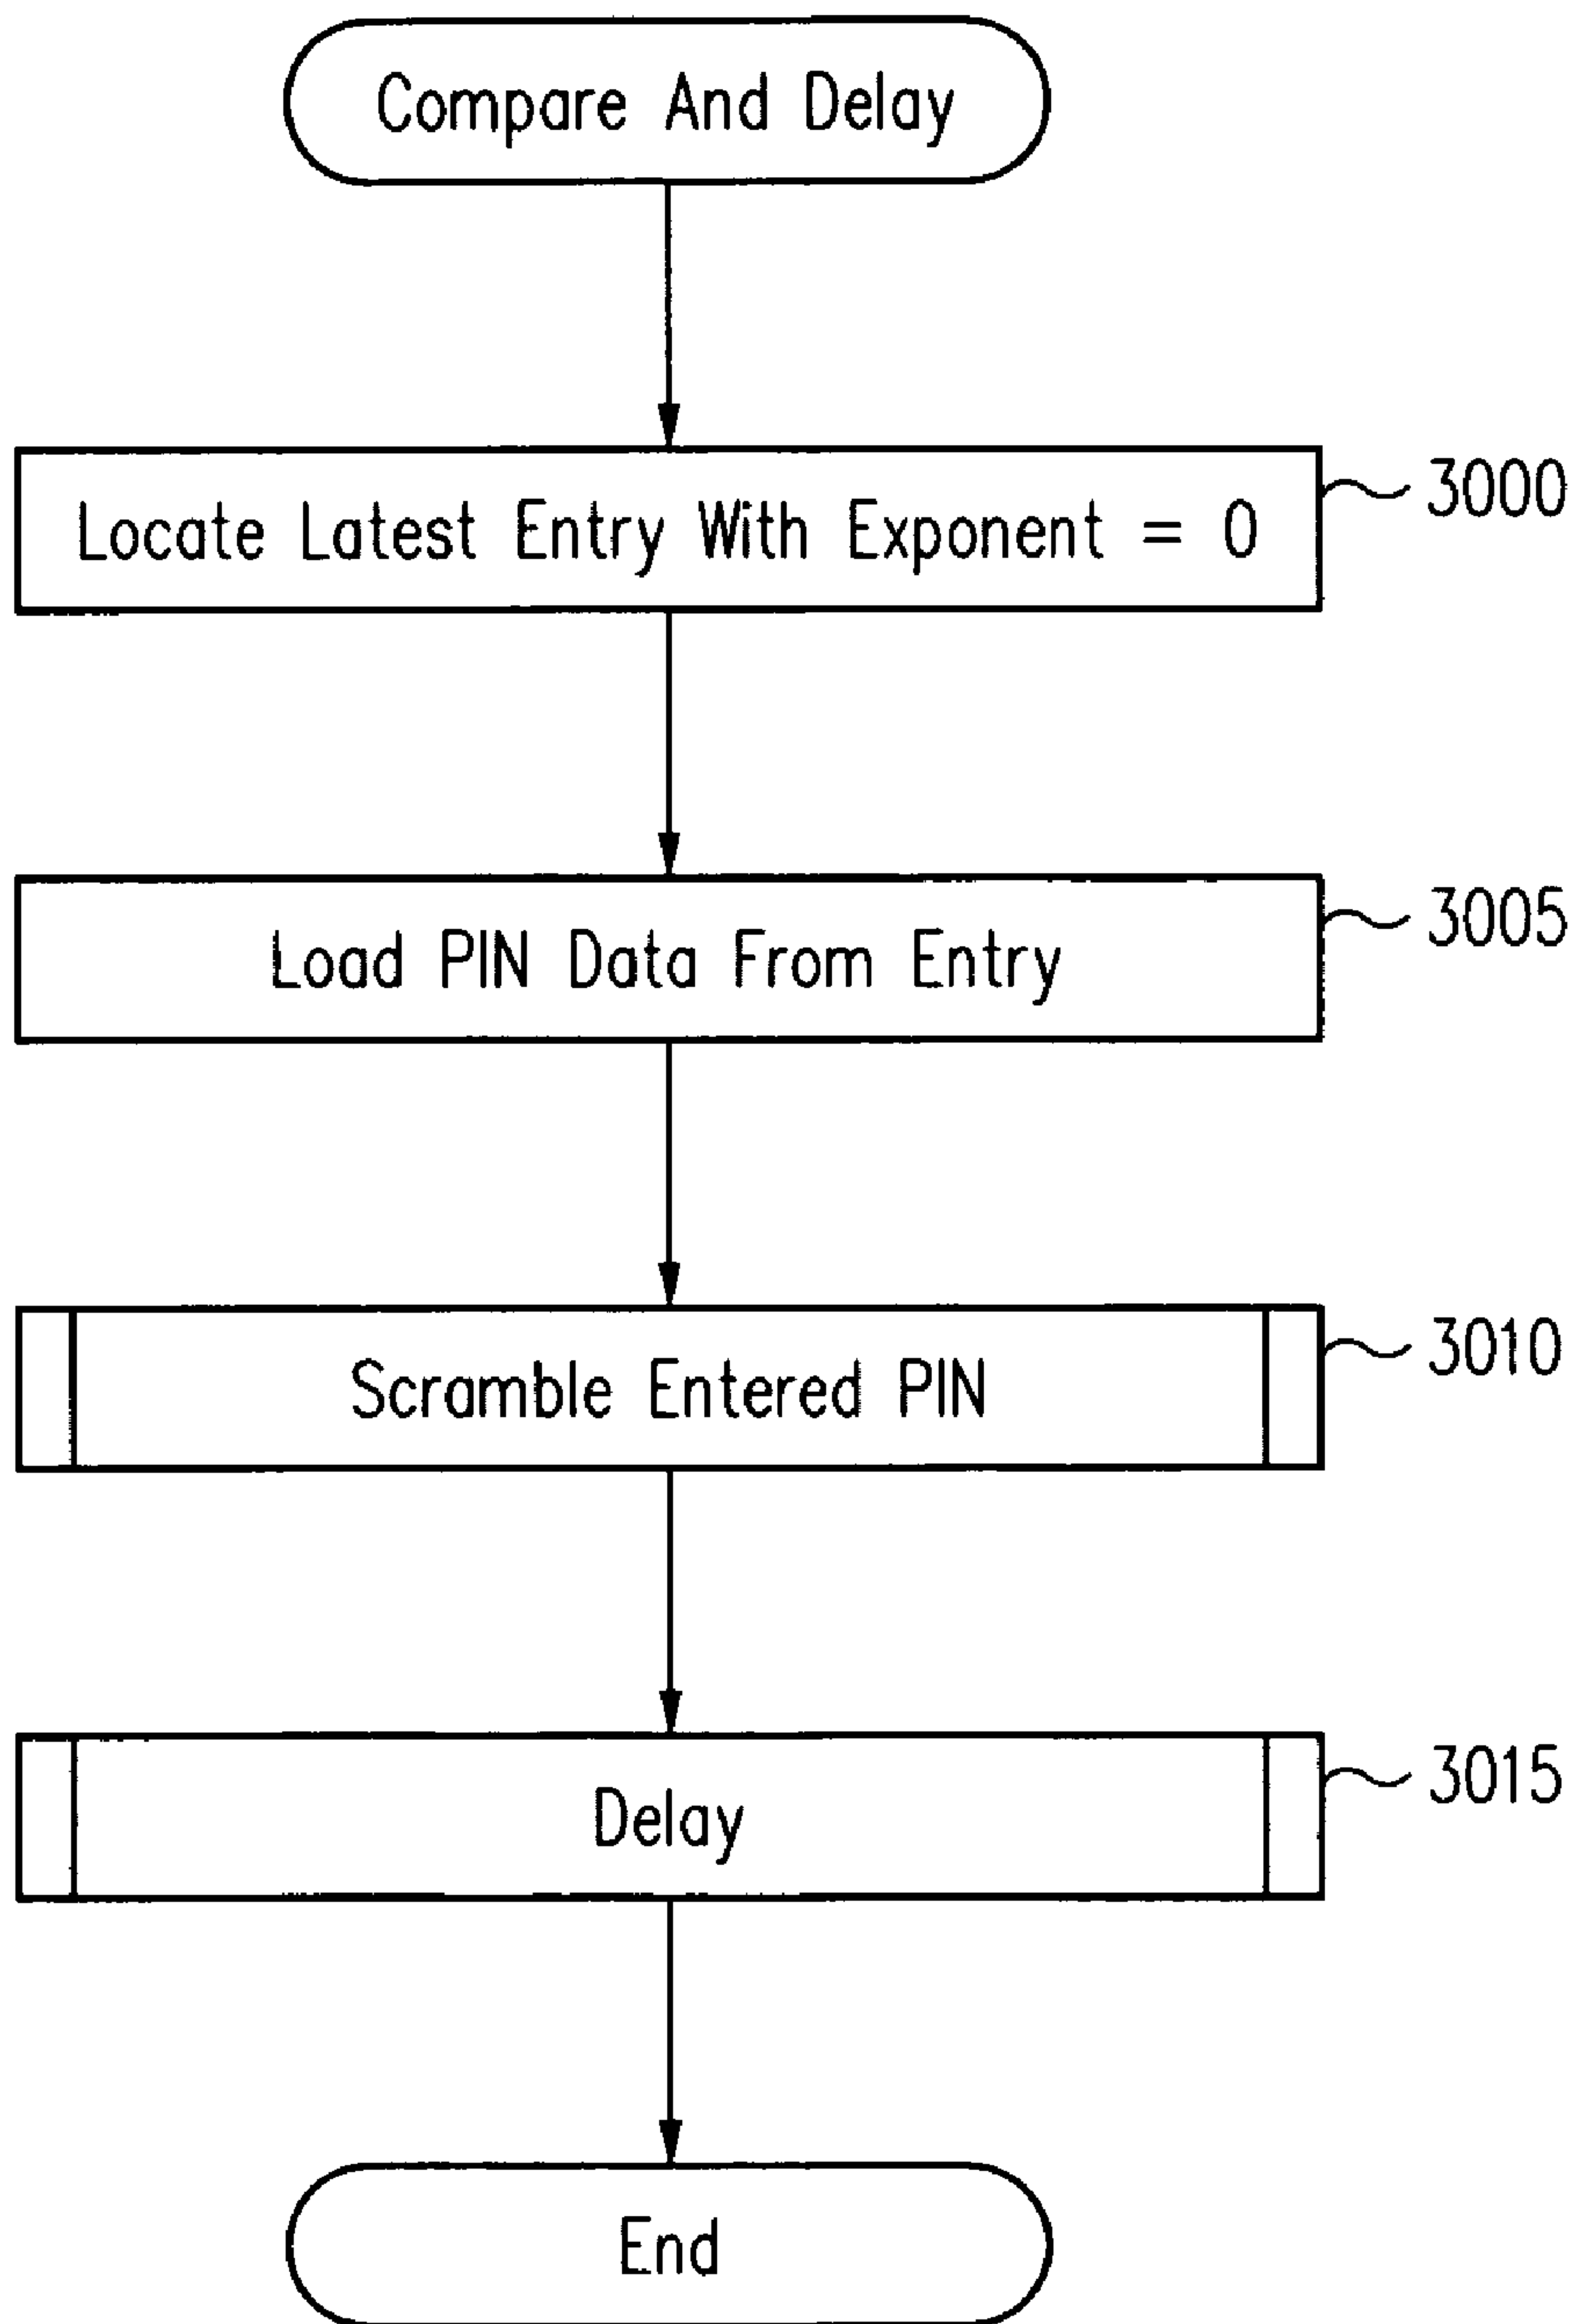 Compare And Delay
Locate Latest Entry With Exponent = 0
3000
Load PIN Data From Entry
3005
Scramble Entered PIN
3010
Delay
3015
End